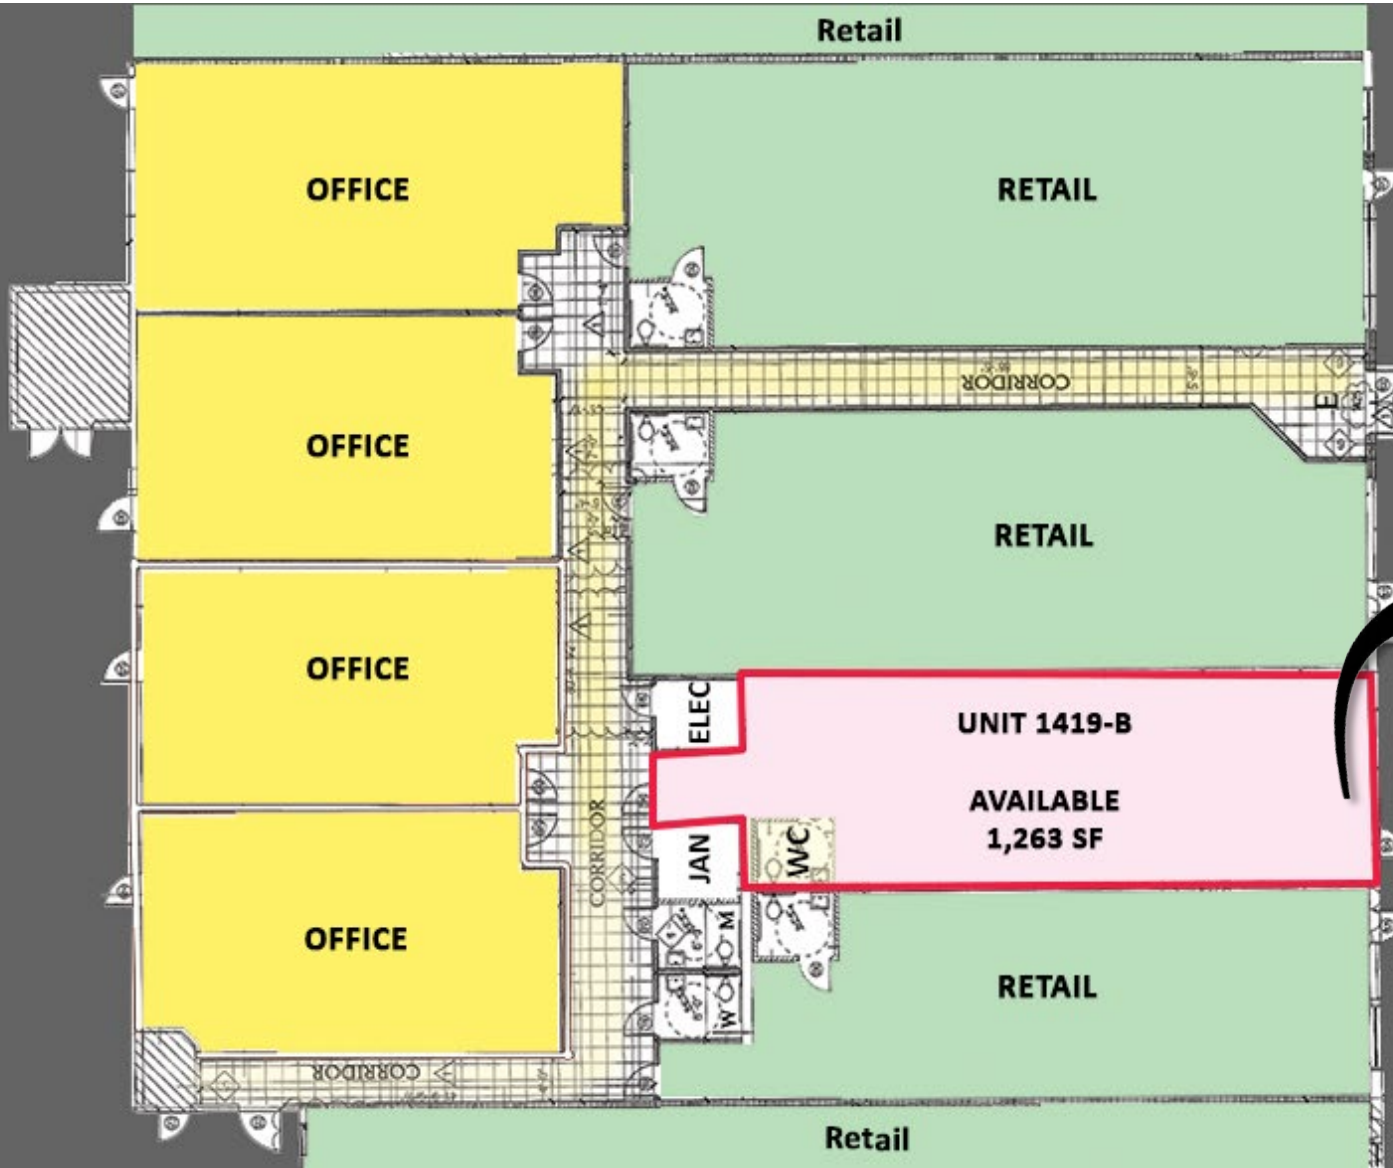 Retail
OFFICE
RETAIL
CORRIDOR
E
OFFICE
RETAIL
OFFICE
ELEC
UNIT 1419-B
AVAILABLE
1,263 SF
CORRIDOR
JAN
WC
M
OFFICE
RETAIL
W
CORRIDOR
Retail